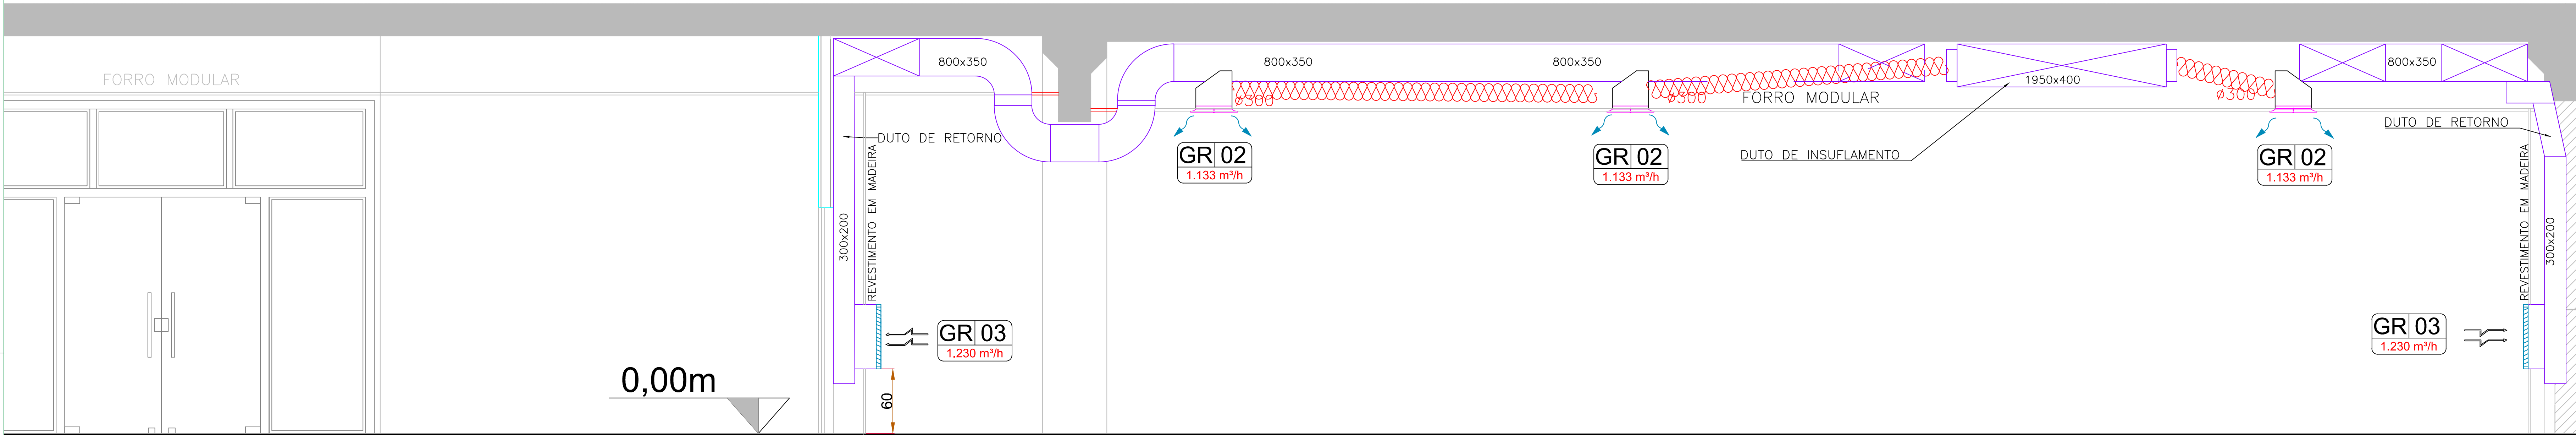 FORRO MODULAR
800x350
800x350
800x350
1950x400
800x350
ø300
ø300
FORRO MODULAR
ø300
DUTO DE RETORNO
DUTO DE INSUFLAMENTO
DUTO DE RETORNO
GR 02
1.133 m³/h
GR 02
1.133 m³/h
GR 02
1.133 m³/h
300x200
REVESTIMENTO EM MADEIRA
REVESTIMENTO EM MADEIRA
300x200
GR 03
1.230 m³/h
GR 03
1.230 m³/h
0,00m
60